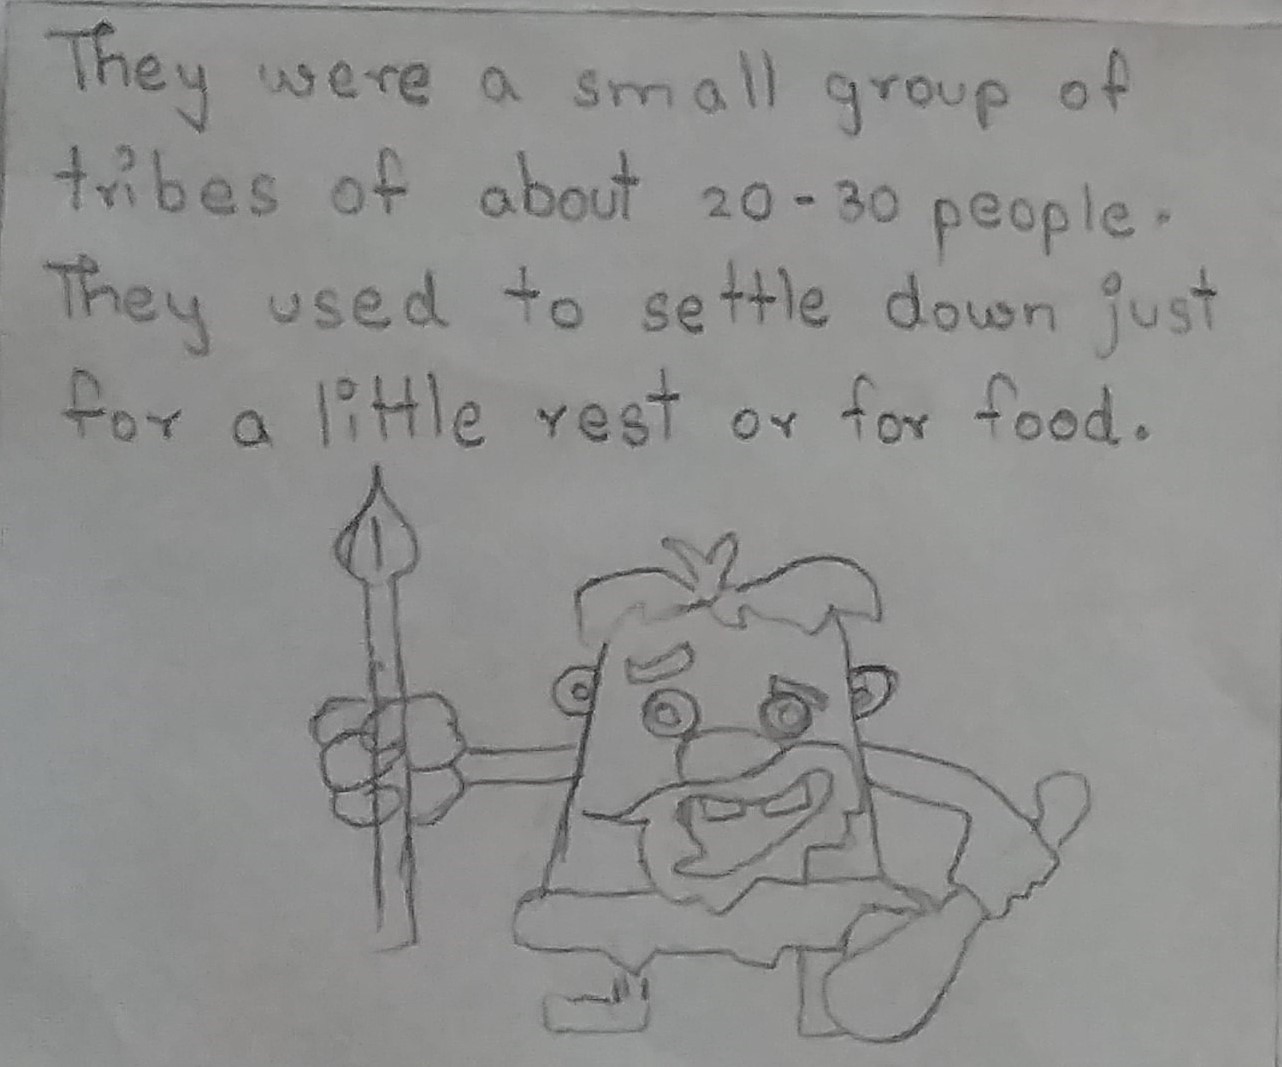 They were a small group of
tribes of about 20-30 people.
They used to settle down just
for a little rest or for food.